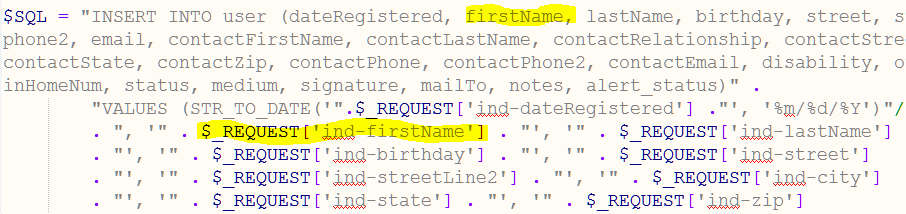 $SQL = "INSERT INTO user (dateRegistered, firstName, lastName, birthday, street, s
phone2, email, contactFirstName, contactLastName, contactRelationship, contactStre
contactState, contactZip, contactPhone, contactPhone2, contactEmail, disability, o
inHomeNum, status, medium, signature, mailTo, notes, alert_status)" .
"VALUES (STR_TO_DATE('".$_REQUEST['ind-dateRegistered'] ."', '%m/%d/%Y')"/
. ", '" . $_REQUEST['ind-firstName'] . "', '" . $_REQUEST['ind-lastName']
. "', '" . $_REQUEST['ind-birthday'] . "', '" . $_REQUEST['ind-street']
. "', '" . $_REQUEST['ind-streetLine2'] . "', '" . $_REQUEST['ind-city']
. "', '" . $_REQUEST['ind-state'] . "', '" . $_REQUEST['ind-zip']